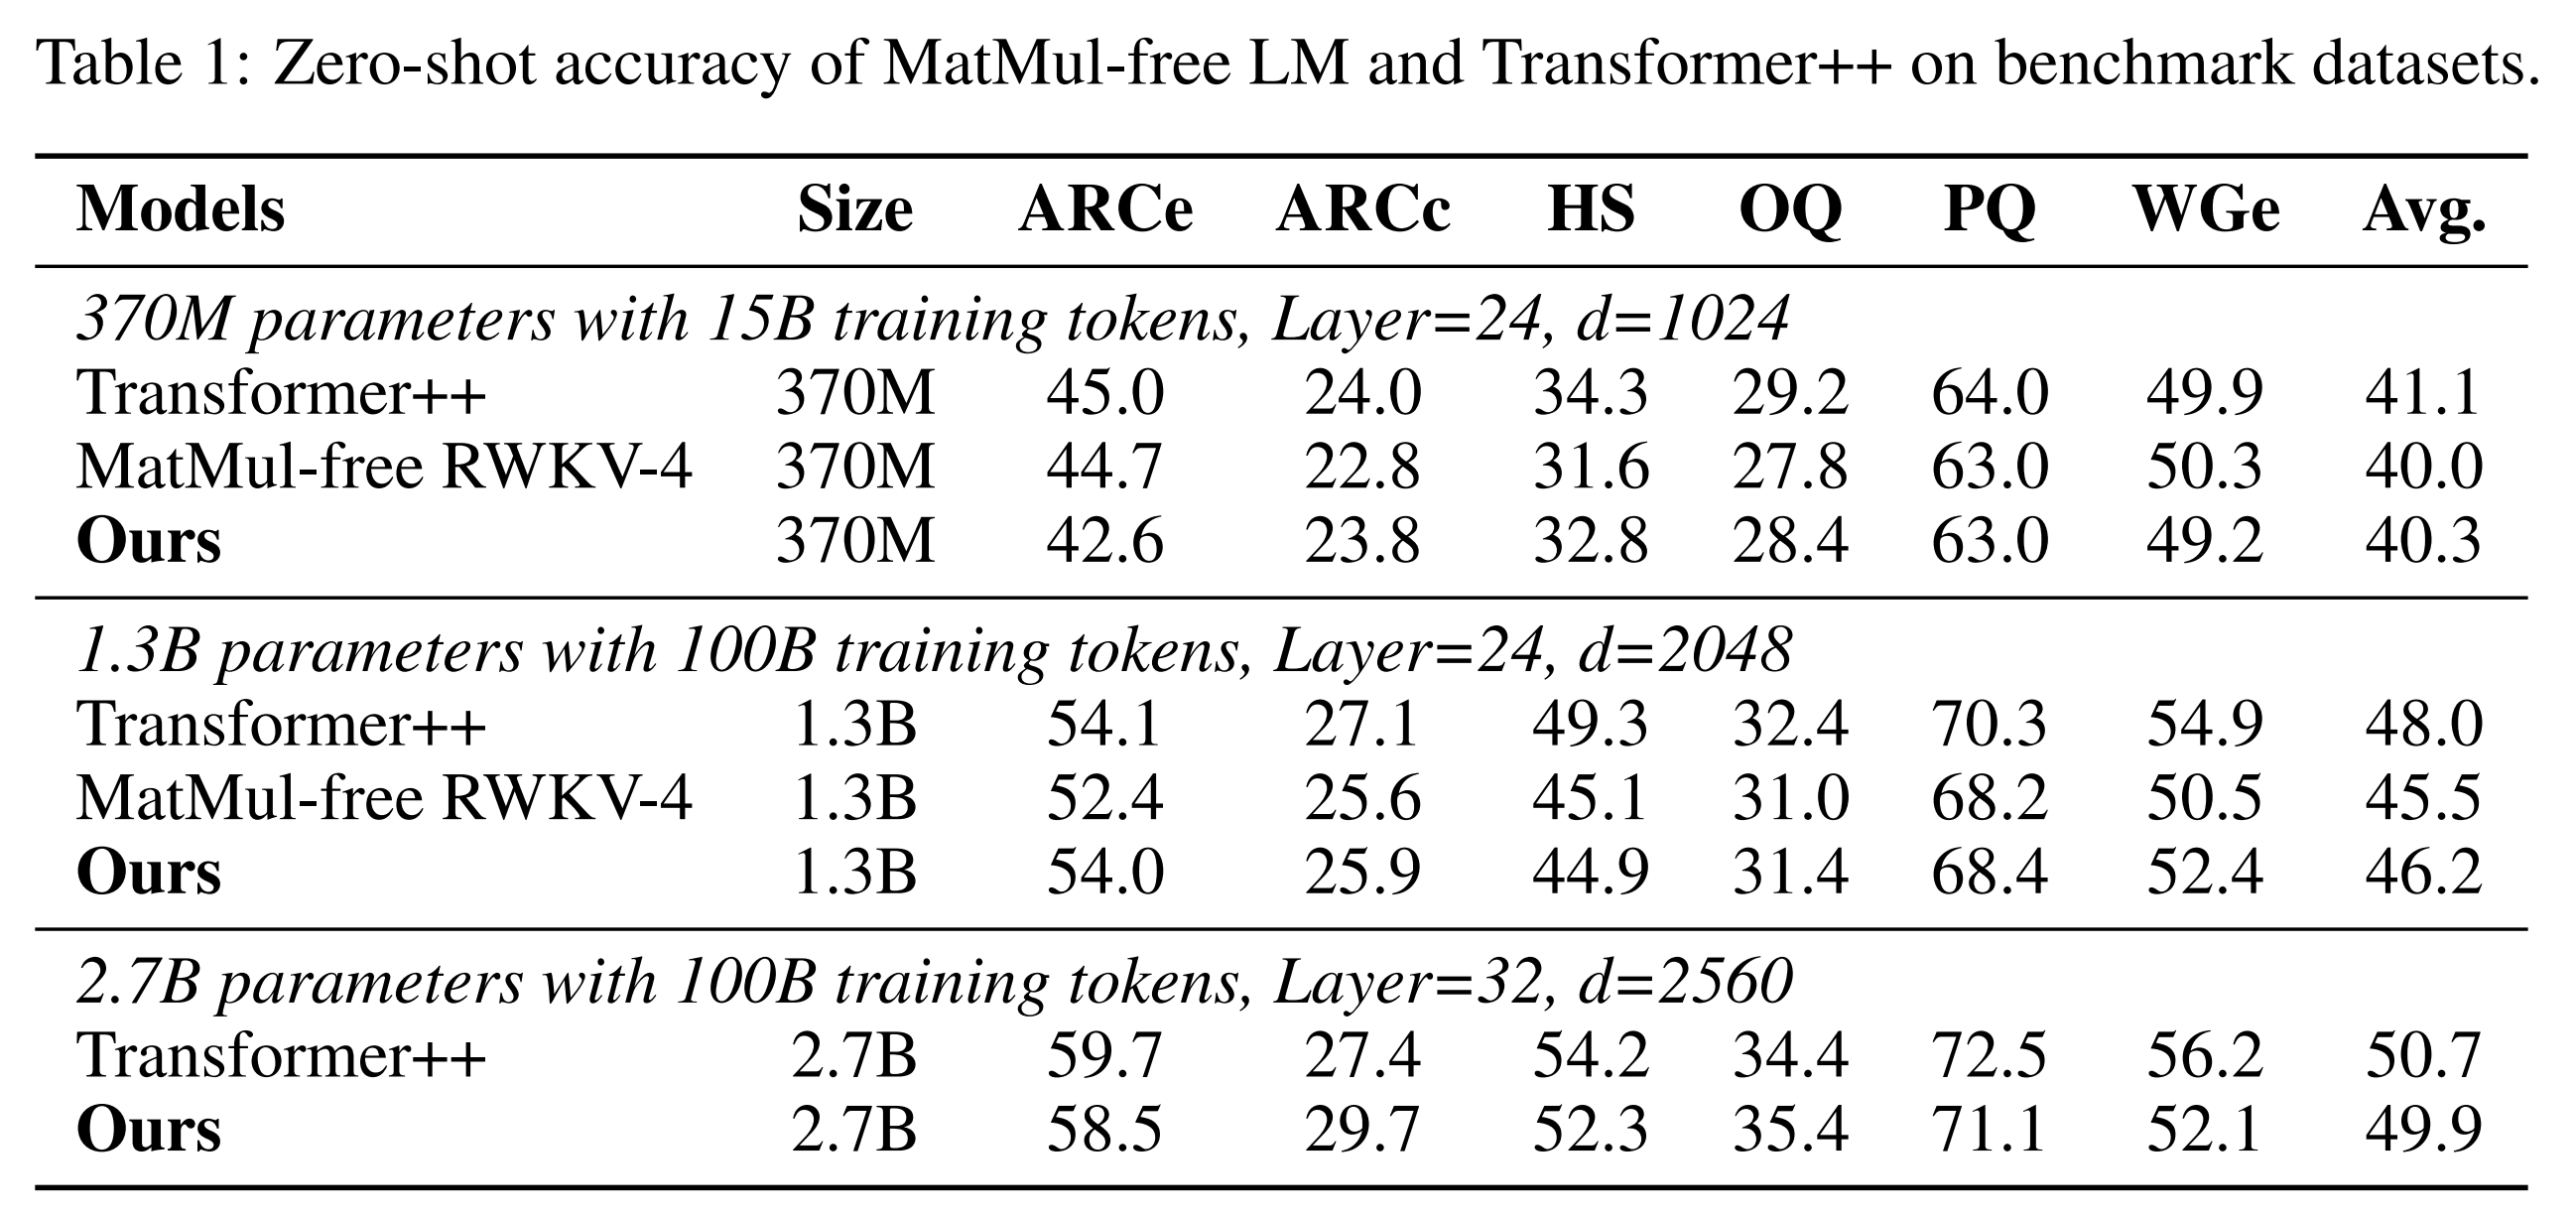 Table 1: Zero-shot accuracy of MatMul-free LM and Transformer++ on benchmark datasets.
Models Size ARCe ARCc HS OQ PQ WGe Avg.
370M parameters with 15B training tokens, Layer=24, d=1024
Transformer++ 370M 45.0 24.0 34.3 29.2 64.0 49.9 41.1
MatMul-free RWKV-4 370M 44.7 22.8 31.6 27.8 63.0 50.3 40.0
Ours 370M 42.6 23.8 32.8 28.4 63.0 49.2 40.3
1.3B parameters with 100B training tokens, Layer=24, d=2048
Transformer++ 1.3B 54.1 27.1 49.3 32.4 70.3 54.9 48.0
MatMul-free RWKV-4 1.3B 52.4 25.6 45.1 31.0 68.2 50.5 45.5
Ours 1.3B 54.0 25.9 44.9 31.4 68.4 52.4 46.2
2.7B parameters with 100B training tokens, Layer=32, d=2560
Transformer++ 2.7B 59.7 27.4 54.2 34.4 72.5 56.2 50.7
Ours 2.7B 58.5 29.7 52.3 35.4 71.1 52.1 49.9